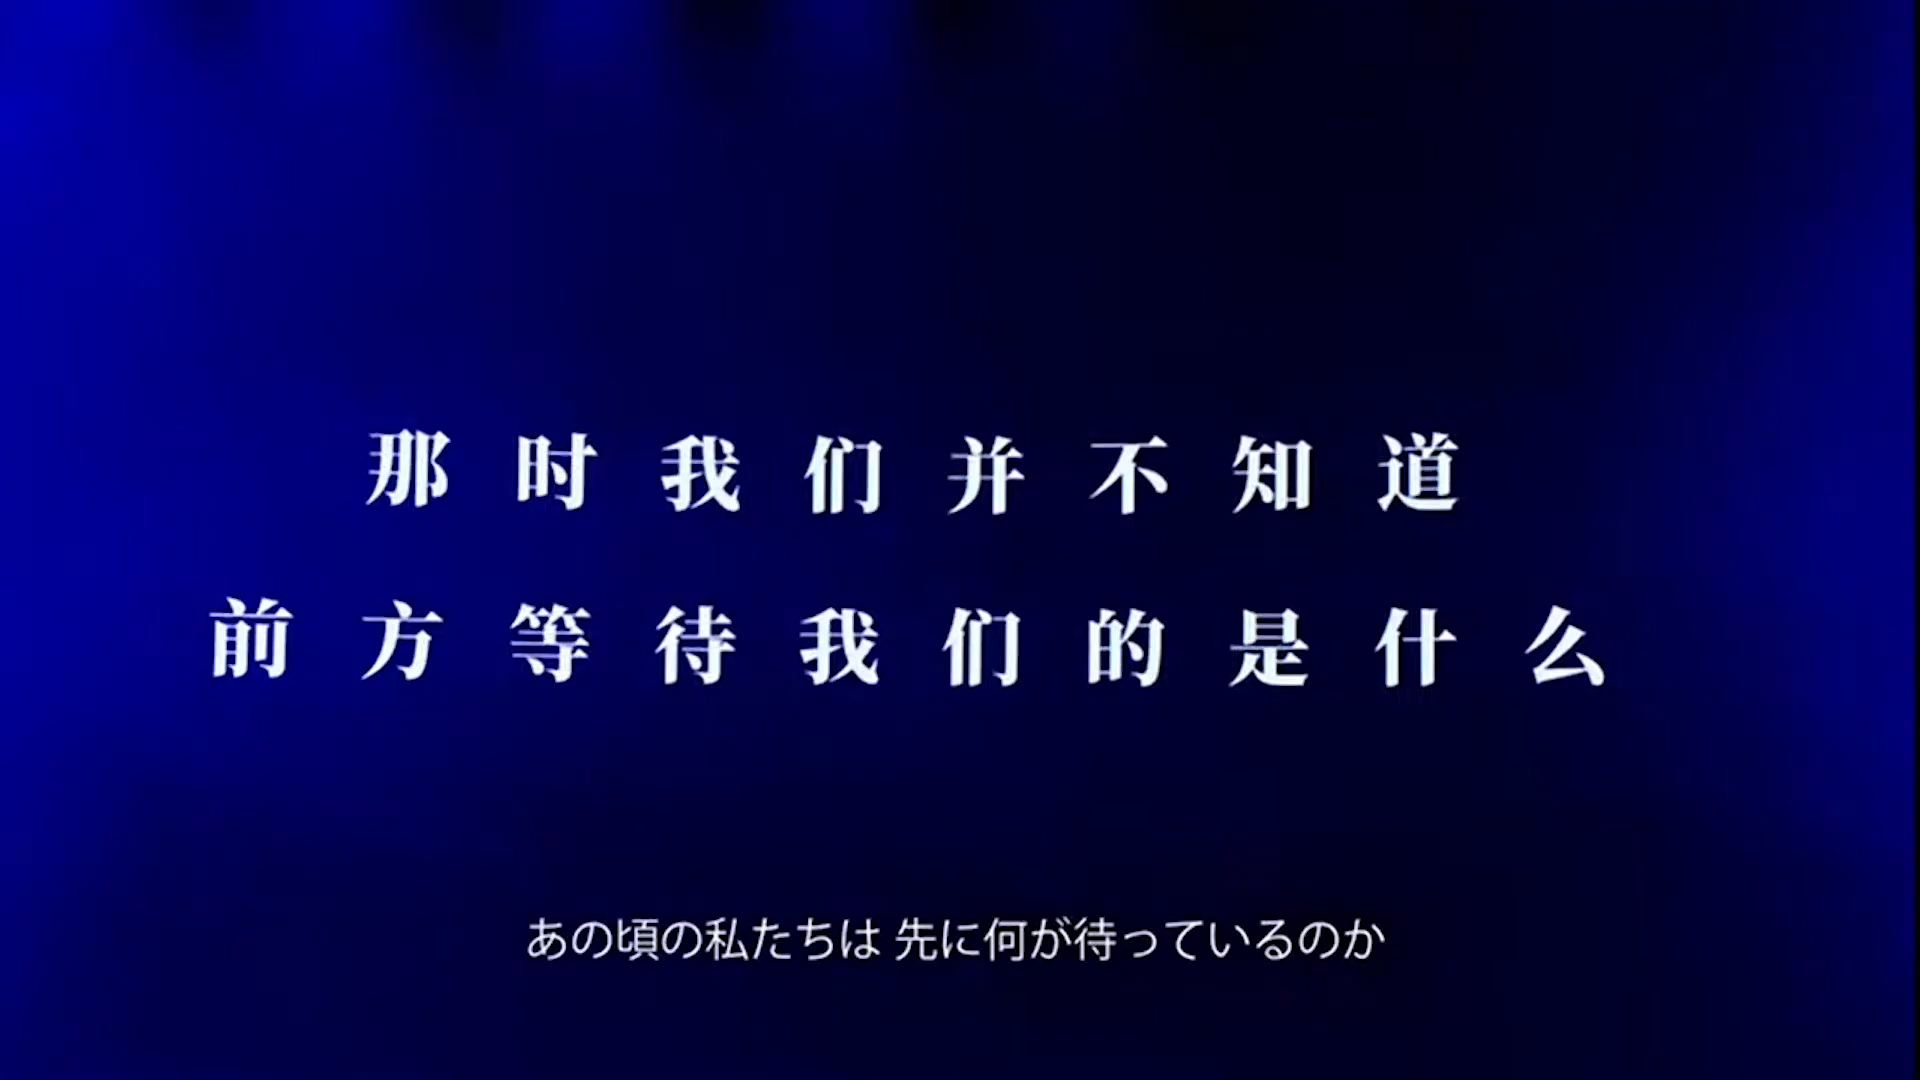 那时我们并不知道
前方等待我们的是什么
あの頃の私たちは 先に何が待っているのか